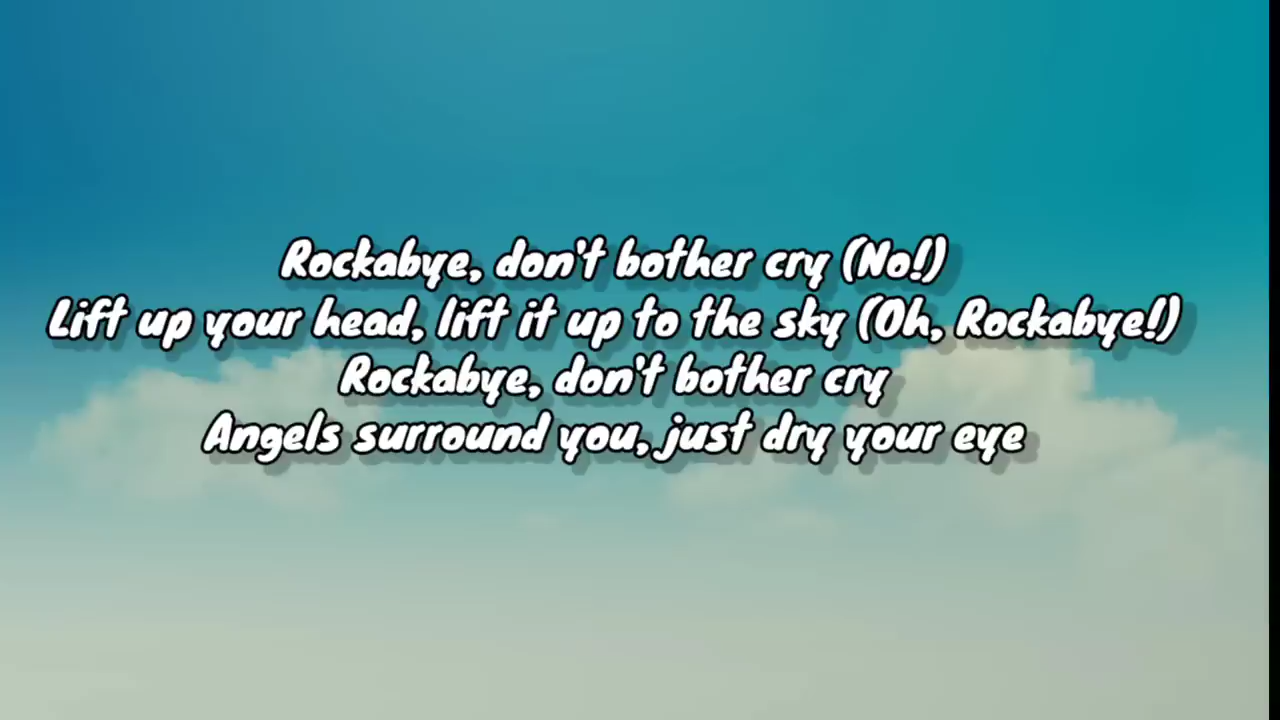 Rockabye, don't bother cry (No!)
Lift up your head, lift it up to the sky (Oh, Rockabye!)
Rockabye, don't bother cry
Angels surround you, just dry your eye